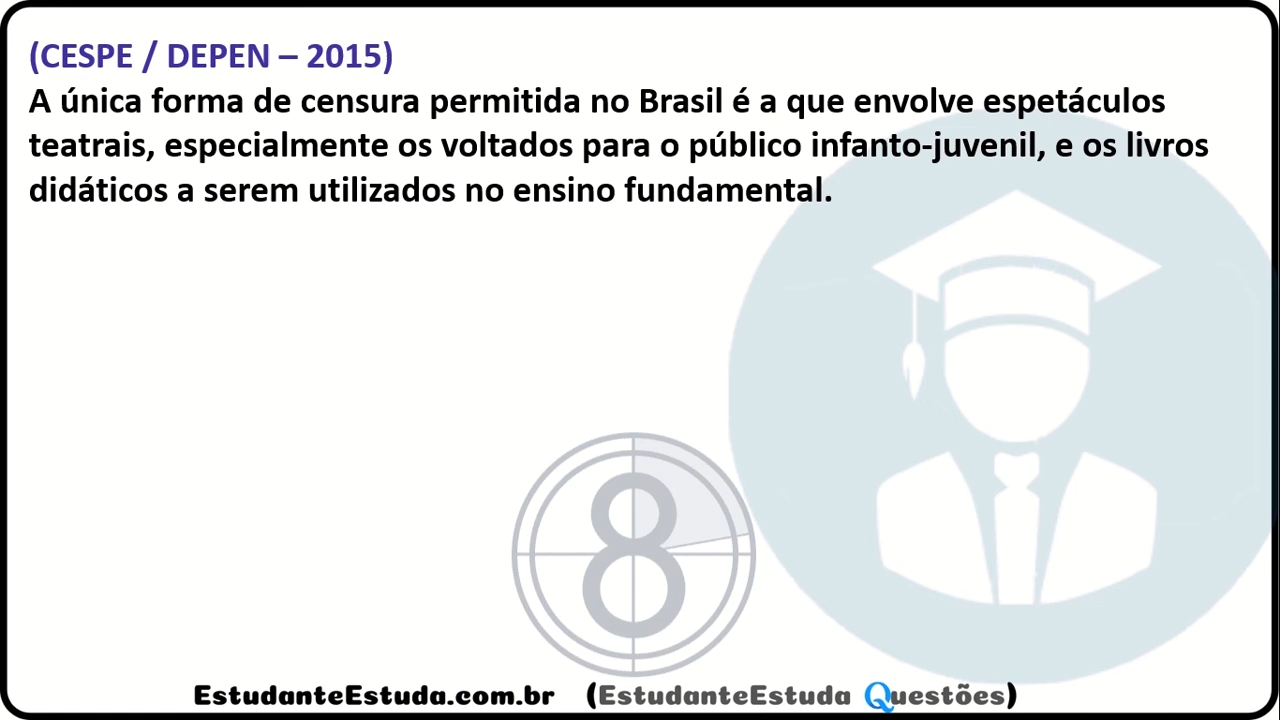 (CESPE / DEPEN – 2015)
A única forma de censura permitida no Brasil é a que envolve espetáculos
teatrais, especialmente os voltados para o público infanto-juvenil, e os livros
didáticos a serem utilizados no ensino fundamental.
8
EstudanteEstuda.com.br (EstudanteEstuda Questões)